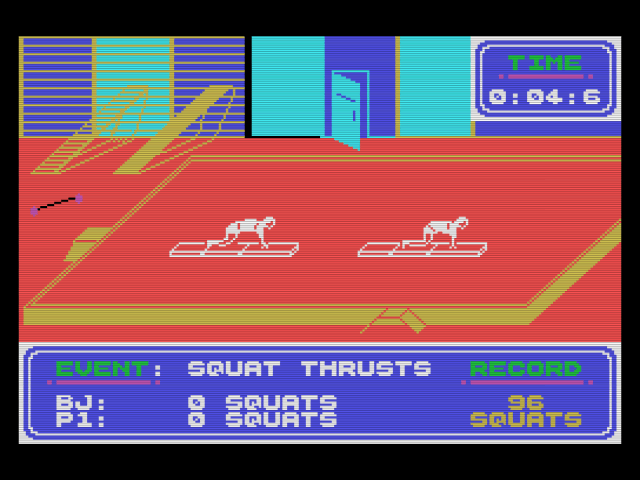 TIME
0:04:6
EVENT: SQUAT THRUSTS RECORD
BJ: 0 SQUATS 96
P1: 0 SQUATS SQUATS